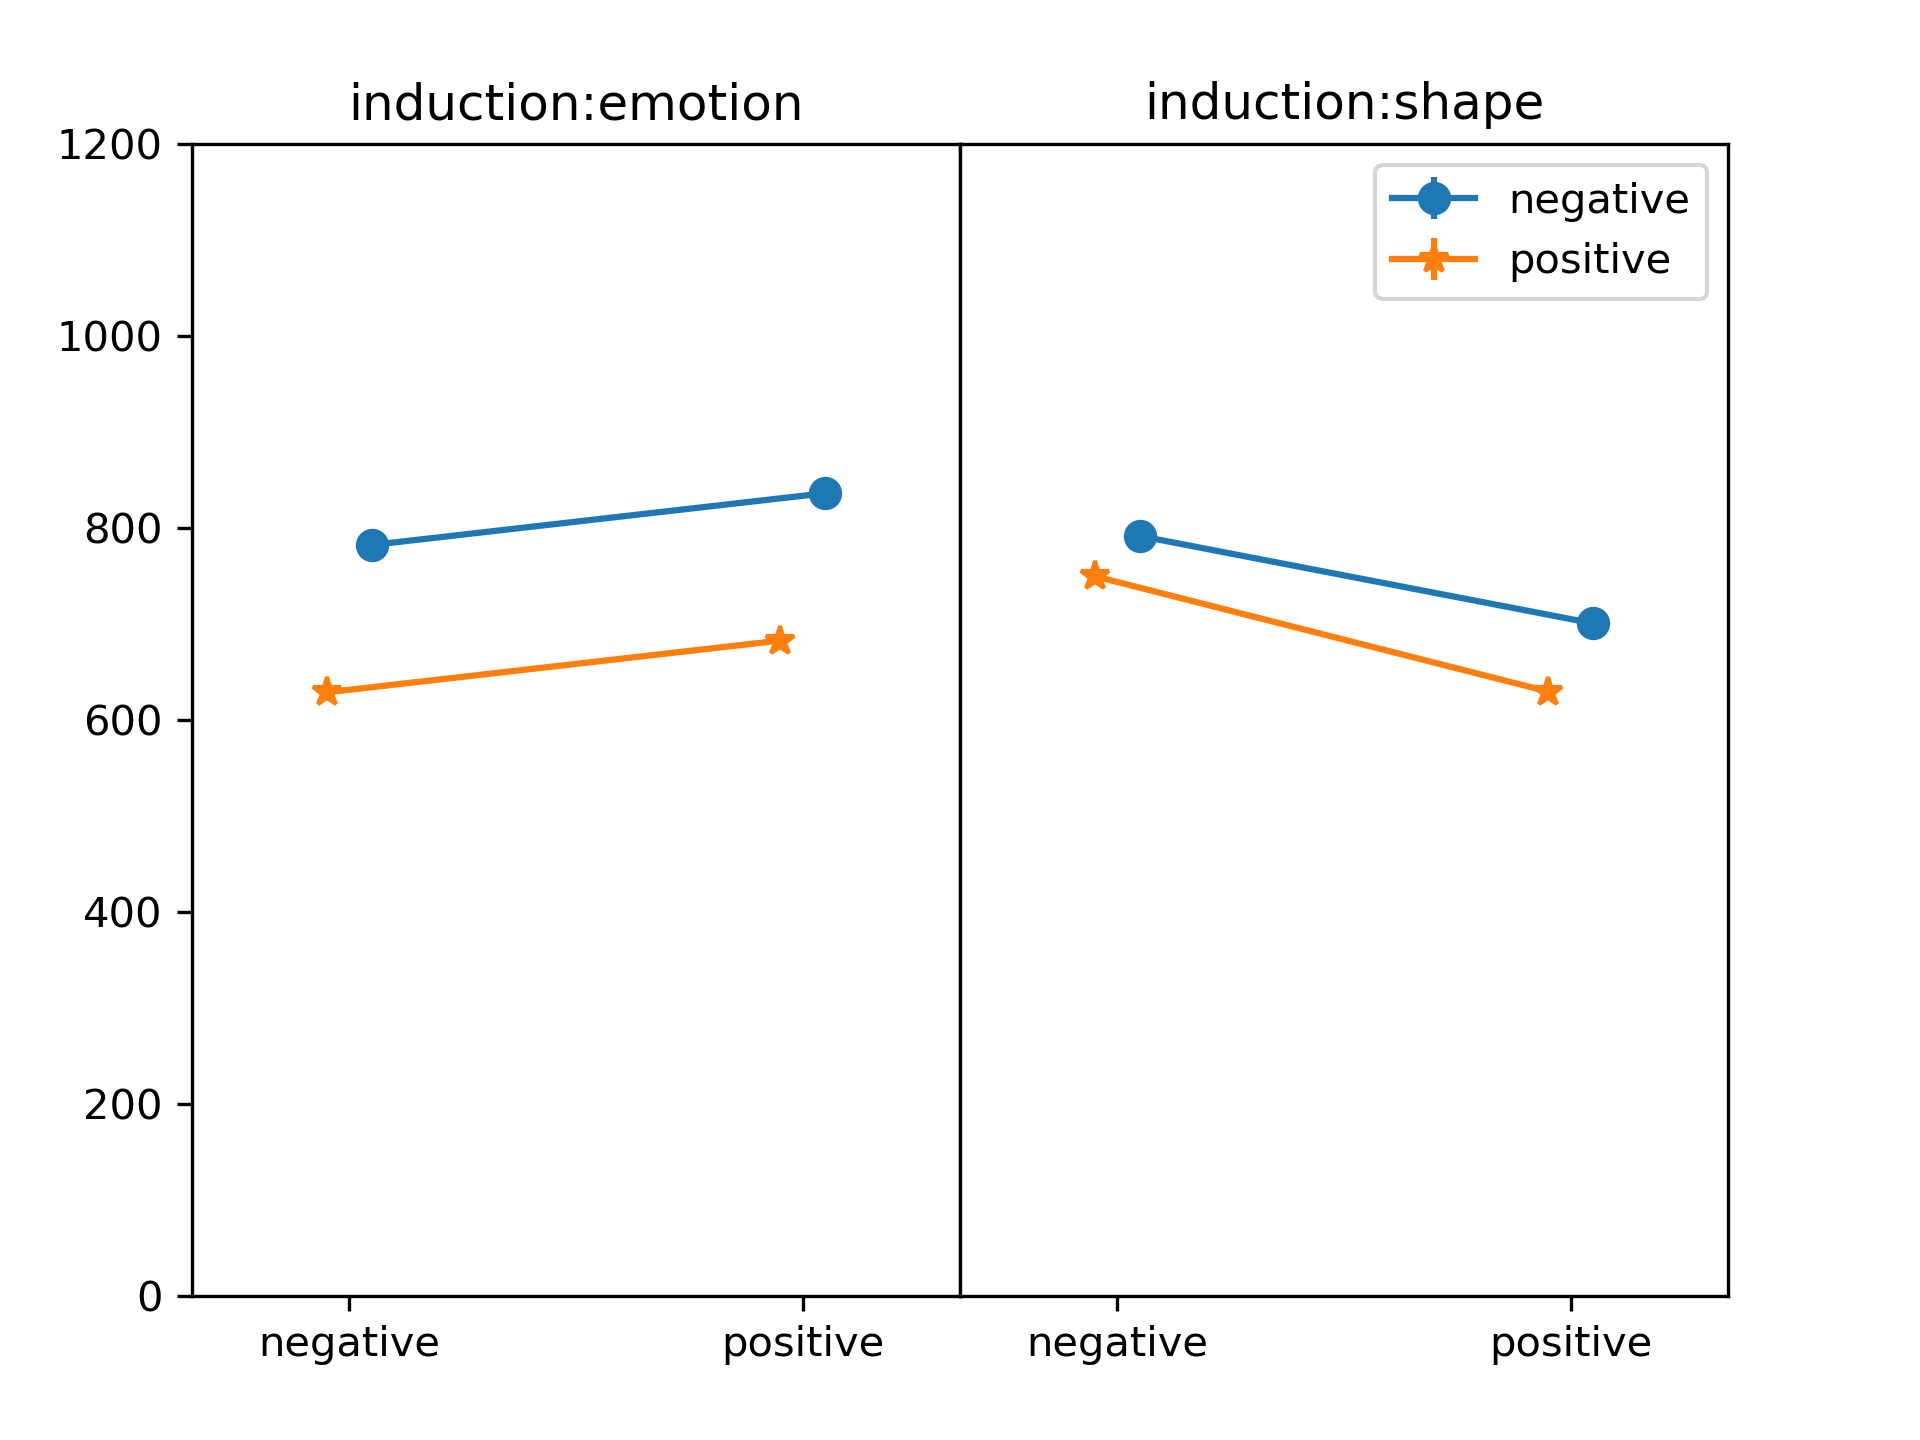 induction:emotion
induction:shape
1200
1000
800
600
400
200
0
negative
positive
negative
positive
negative
positive